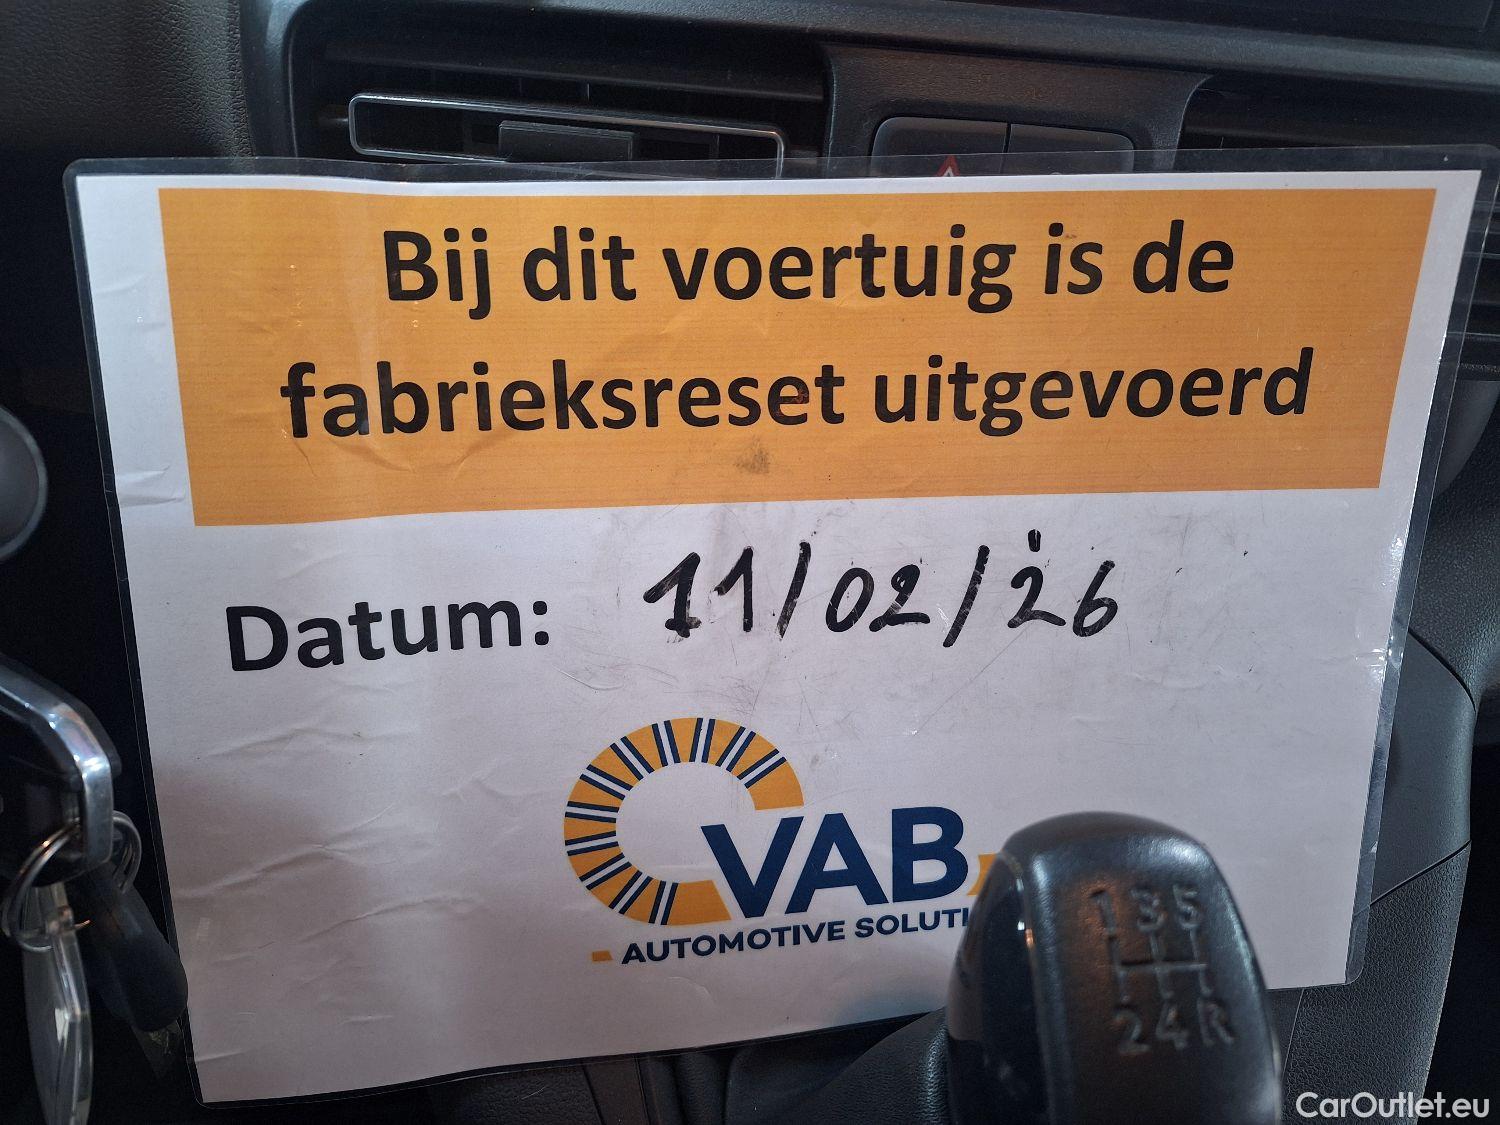 Bij dit voertuig is de
fabrieksreset uitgevoerd
Datum: 11/02/'26
VAB
AUTOMOTIVE SOLUTI
1 3 5
2 4 R
CarOutlet.eu